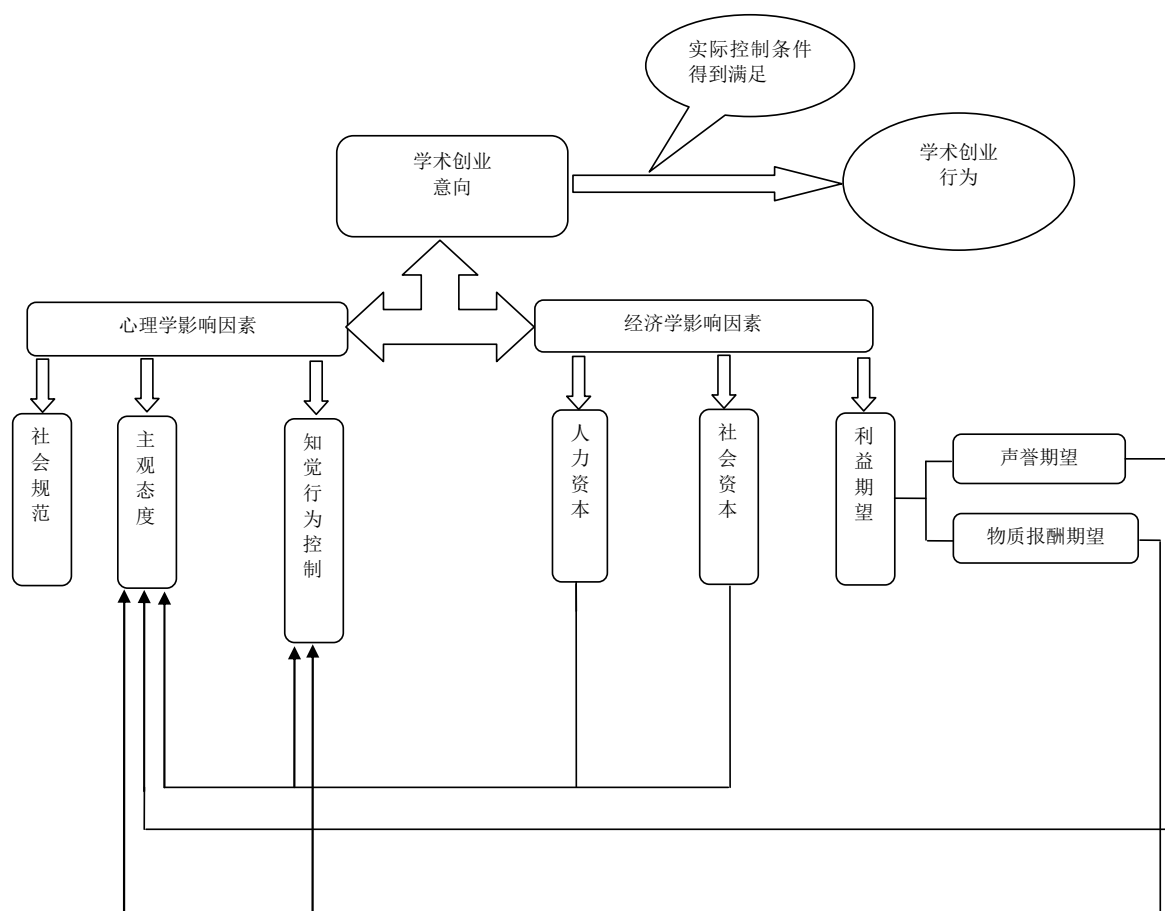 实际控制条件
得到满足
学术创业
意向
学术创业
行为
心理学影响因素
经济学影响因素
社会规范
主观态度
知觉行为控制
人力资本
社会资本
利益期望
声誉期望
物质报酬期望